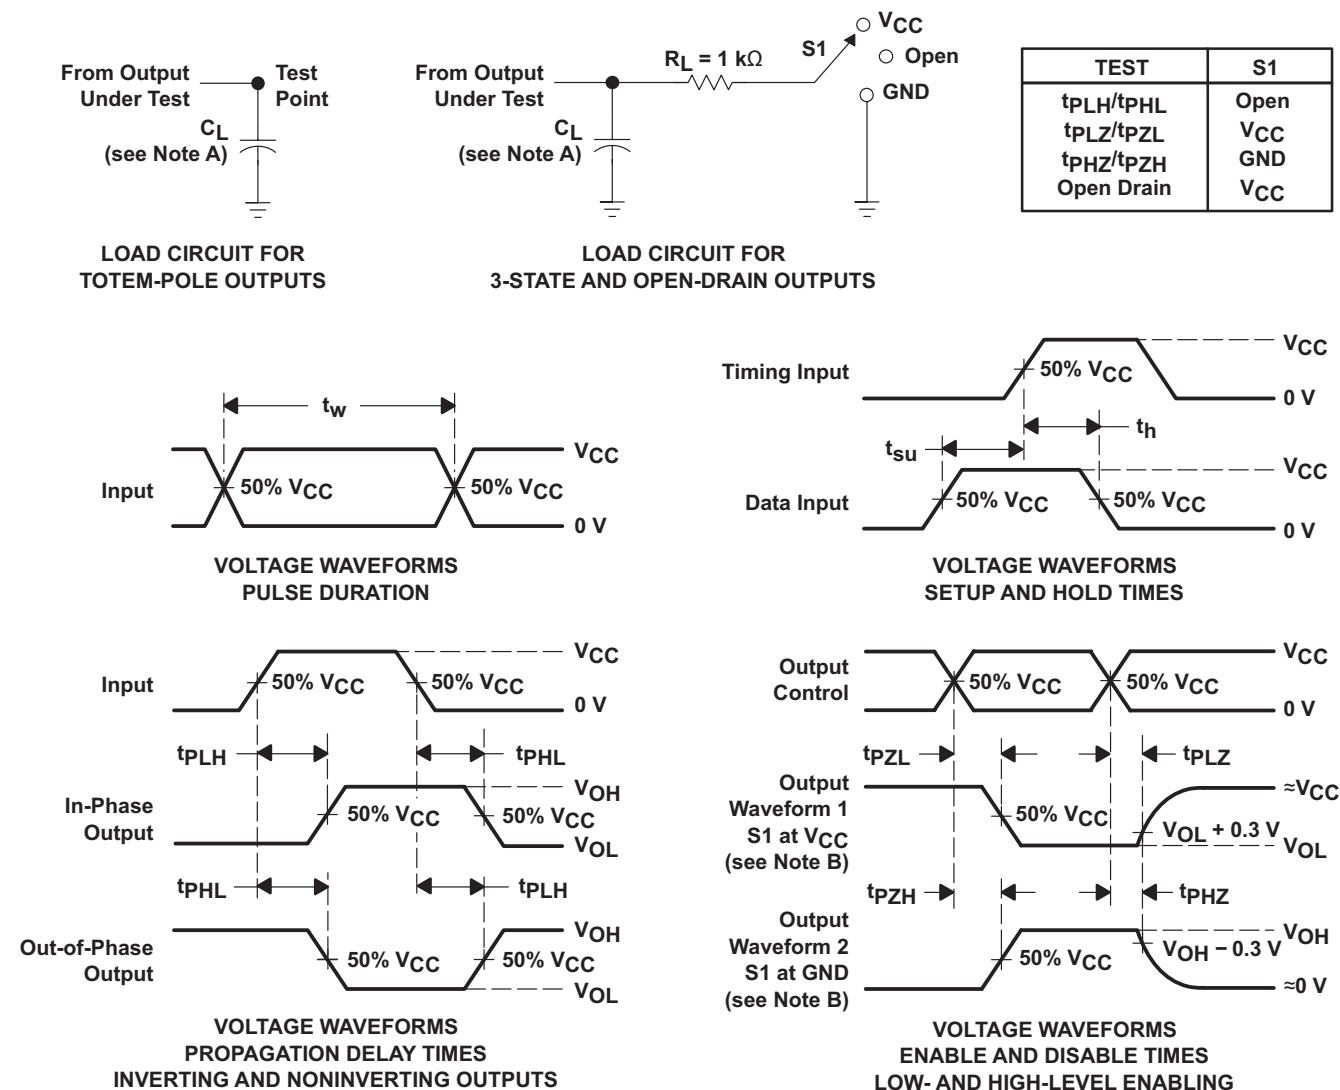 From Output
Under Test
Test
Point
CL
(see Note A)
LOAD CIRCUIT FOR
TOTEM-POLE OUTPUTS
From Output
Under Test
RL = 1 kΩ
S1
VCC
Open
GND
CL
(see Note A)
LOAD CIRCUIT FOR
3-STATE AND OPEN-DRAIN OUTPUTS
TEST S1
tPLH/tPHL Open
tPLZ/tPZL VCC
tPHZ/tPZH GND
Open Drain VCC
tw
Input
50% VCC
50% VCC
VCC
0 V
VOLTAGE WAVEFORMS
PULSE DURATION
Timing Input
50% VCC
VCC
0 V
tsu
th
Data Input
50% VCC
50% VCC
VCC
0 V
VOLTAGE WAVEFORMS
SETUP AND HOLD TIMES
Input
50% VCC
50% VCC
VCC
0 V
tPLH
tPHL
In-Phase
Output
50% VCC
50% VCC
VOH
VOL
tPHL
tPLH
Out-of-Phase
Output
50% VCC
50% VCC
VOH
VOL
VOLTAGE WAVEFORMS
PROPAGATION DELAY TIMES
INVERTING AND NONINVERTING OUTPUTS
Output
Control
50% VCC
50% VCC
VCC
0 V
tPZL
tPLZ
Output
Waveform 1
S1 at VCC
(see Note B)
50% VCC
VOL + 0.3 V
≈VCC
VOL
tPZH
tPHZ
Output
Waveform 2
S1 at GND
(see Note B)
50% VCC
VOH − 0.3 V
VOH
≈0 V
VOLTAGE WAVEFORMS
ENABLE AND DISABLE TIMES
LOW- AND HIGH-LEVEL ENABLING